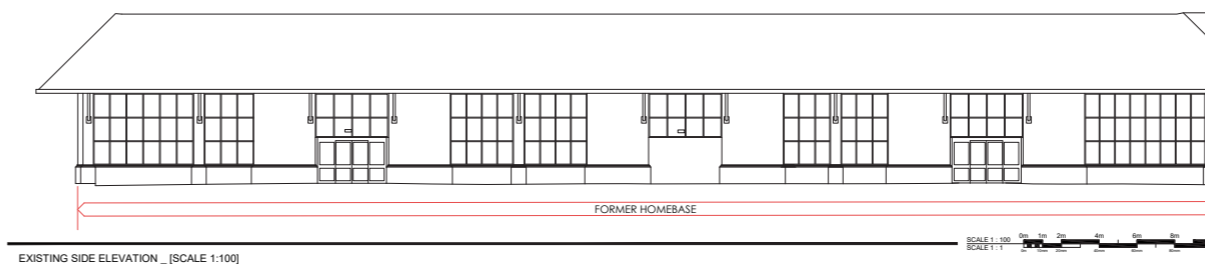 FORMER HOMEBASE
SCALE 1 : 100 0m 1m 2m 4m 6m 8m
SCALE 1 : 1
EXISTING SIDE ELEVATION _ [SCALE 1:100]